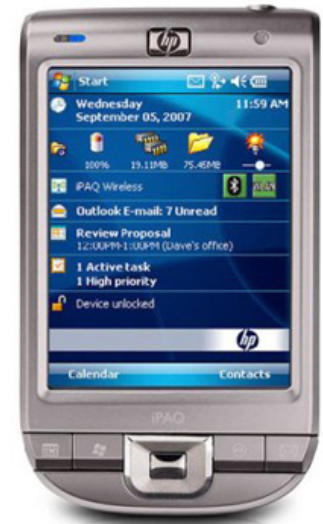 hp
Start
Wednesday 11:59 AM
September 05, 2007
100% 19.11MB 75.45MB
iPAQ Wireless WLAN
Outlook E-mail: 7 Unread
Review Proposal
12:00PM-1:00PM (Dave's office)
1 Active task
1 High priority
Device unlocked
hp
Calendar Contacts
iPAQ